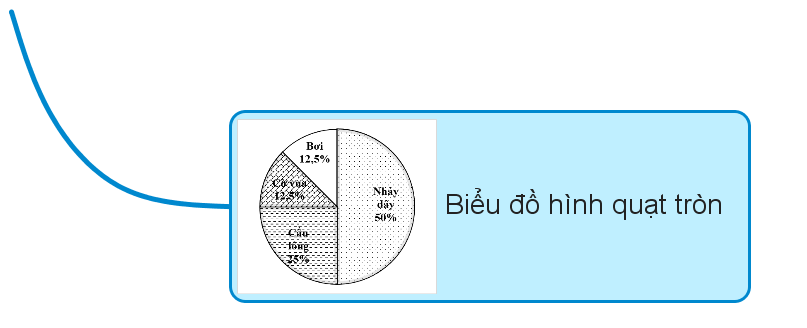 Bơi
12,5%
Cờ vua
12,5%
Nhảy
dây
50%
Cầu
lông
25%
Biểu đồ hình quạt tròn